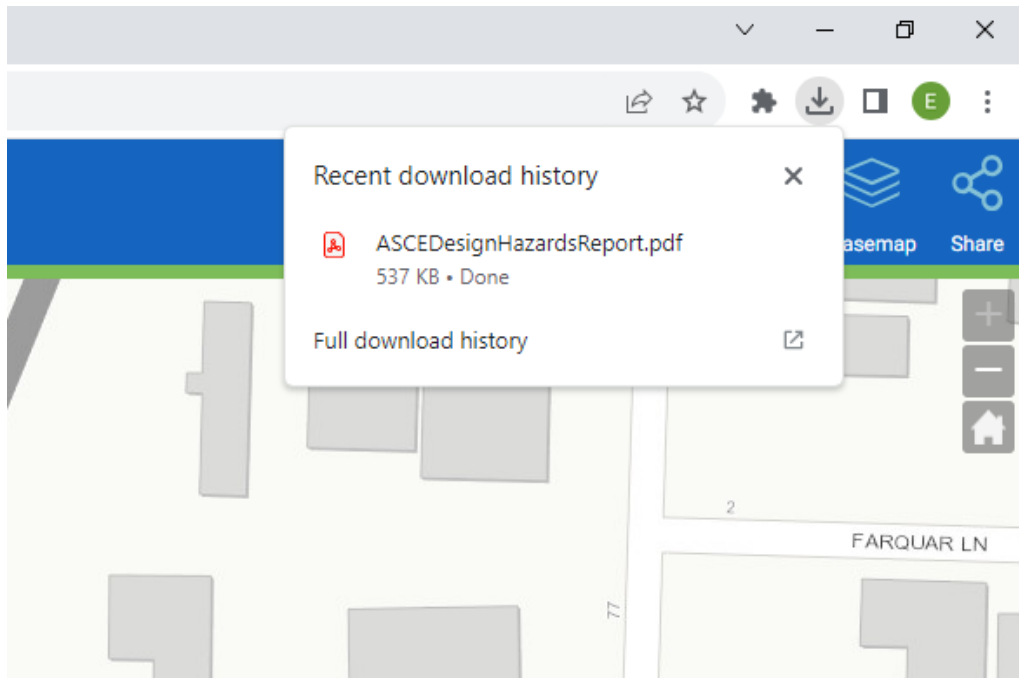 E
Recent download history
ASCEDesignHazardsReport.pdf
537 KB • Done
Full download history
asemap
Share
2
FARQUAR LN
77